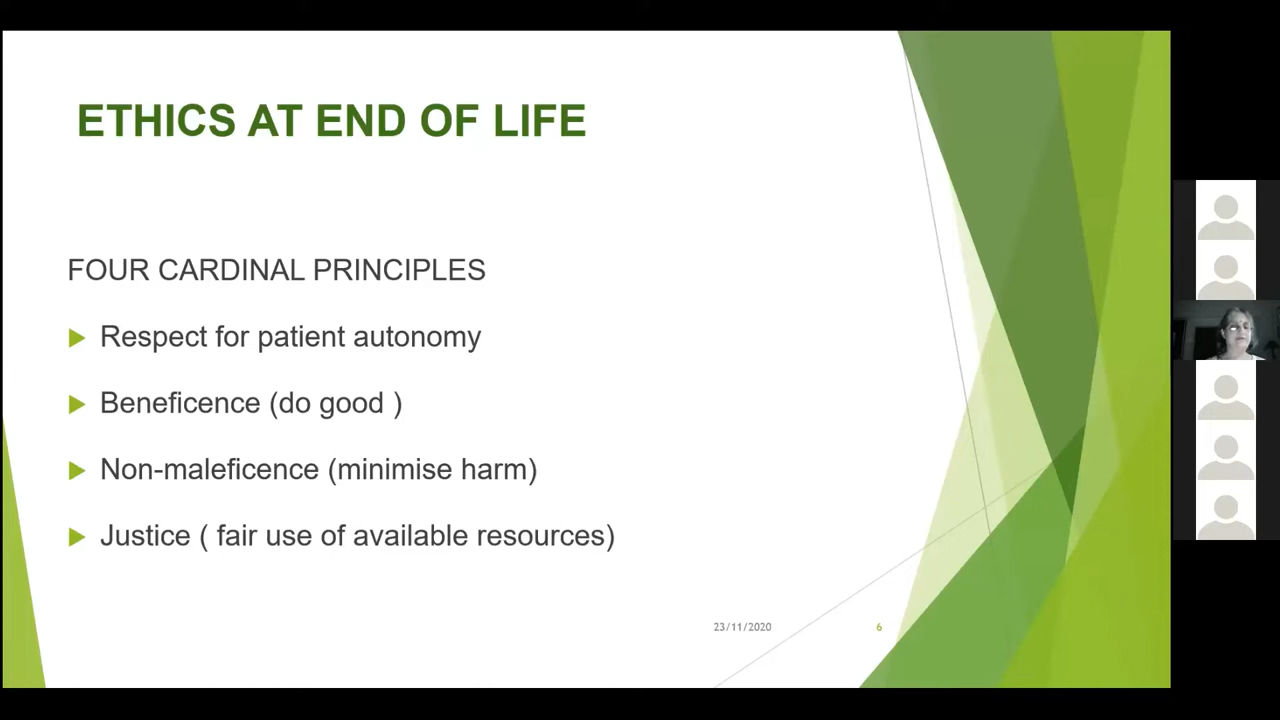 ETHICS AT END OF LIFE
FOUR CARDINAL PRINCIPLES
Respect for patient autonomy
Beneficence (do good )
Non-maleficence (minimise harm)
Justice ( fair use of available resources)
23/11/2020
6